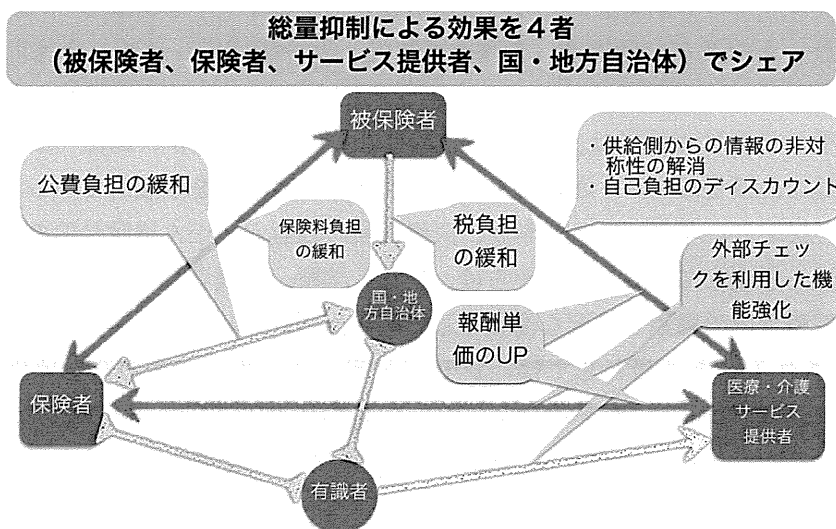 総量抑制による効果を４者
（被保険者、保険者、サービス提供者、国・地方自治体）でシェア
被保険者
公費負担の緩和
保険料負担
の緩和
税負担
の緩和
・供給側からの情報の非対
称性の解消
・自己負担のディスカウント
国・地
方自治体
報酬単
価のUP
外部チェッ
クを利用した機
能強化
保険者
医療・介護
サービス
提供者
有識者